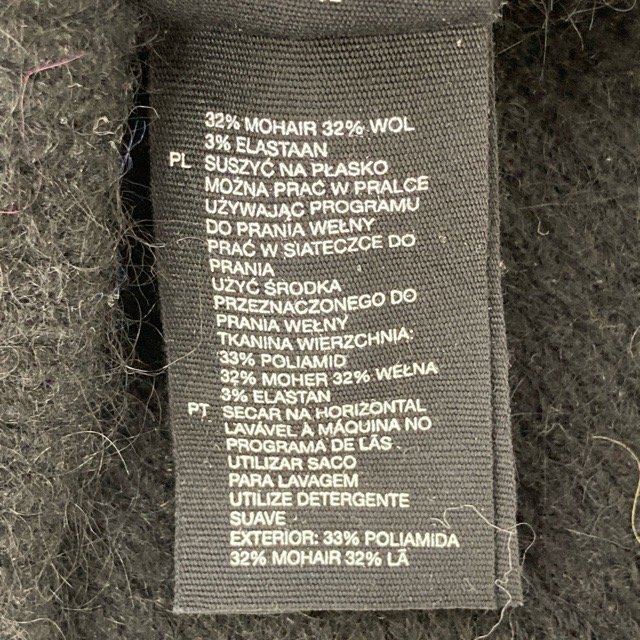 32% MOHAIR 32% WOL
3% ELASTAAN
PL SUSZYĆ NA PŁASKO
MOŻNA PRAĆ W PRALCE
UŻYWAJĄC PROGRAMU
DO PRANIA WEŁNY
PRAĆ W SIATECZCE DO
PRANIA
UŻYĆ ŚRODKA
PRZEZNACZONEGO DO
PRANIA WEŁNY
TKANINA WIERZCHNIA:
33% POLIAMID
32% MOHER 32% WEŁNA
3% ELASTAN
PT SECAR NA HORIZONTAL
LAVÁVEL À MÁQUINA NO
PROGRAMA DE LÃS
UTILIZAR SACO
PARA LAVAGEM
UTILIZE DETERGENTE
SUAVE
EXTERIOR: 33% POLIAMIDA
32% MOHAIR 32% LÃ